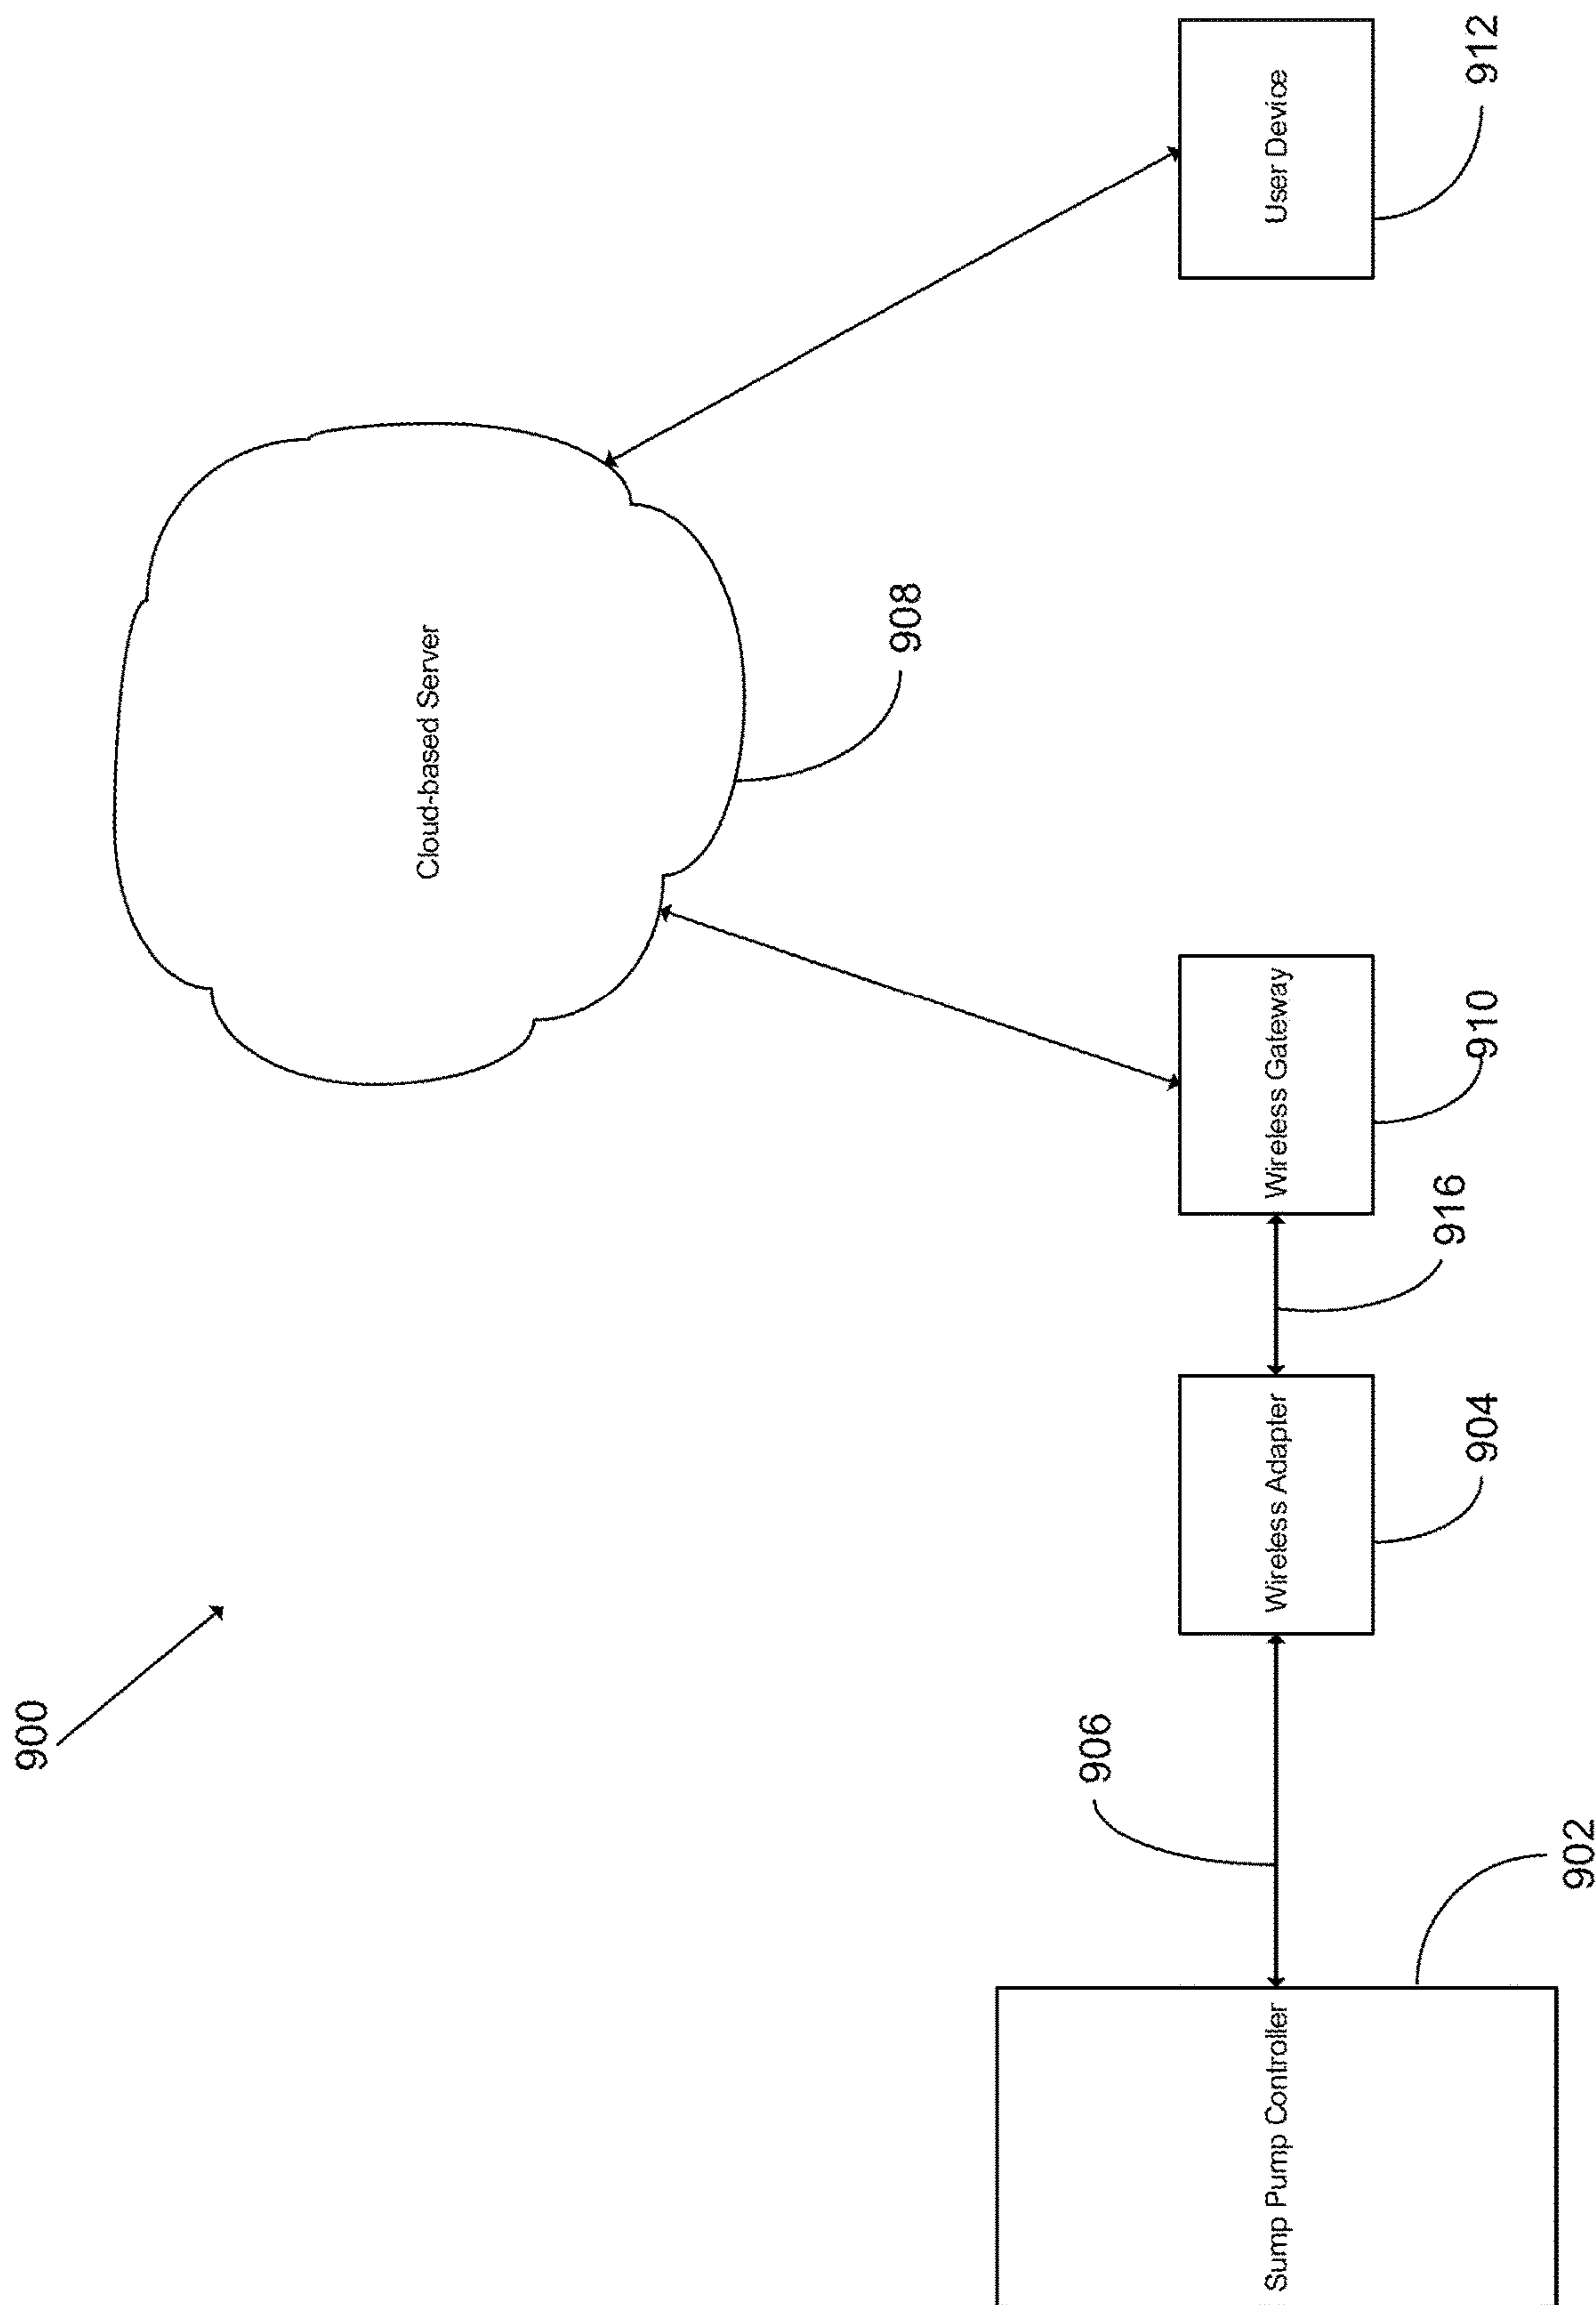 900
Cloud-based Server
908
906
Sump Pump Controller
Wireless Adapter
Wireless Gateway
User Device
916
904
910
912
902